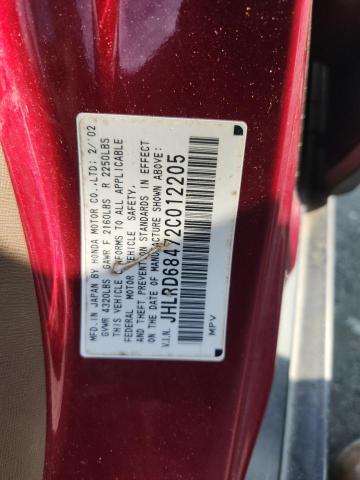 MFD. IN JAPAN BY HONDA MOTOR CO.,LTD: 2/'02
GVWR 4320LBS GAWR F 2160LBS R 2250LBS
THIS VEHICLE CONFORMS TO ALL APPLICABLE
FEDERAL MOTOR VEHICLE SAFETY,
AND THEFT PREVENTION STANDARDS IN EFFECT
ON THE DATE OF MANUFACTURE
V.I.N. JHLRD68472C012205
MPV